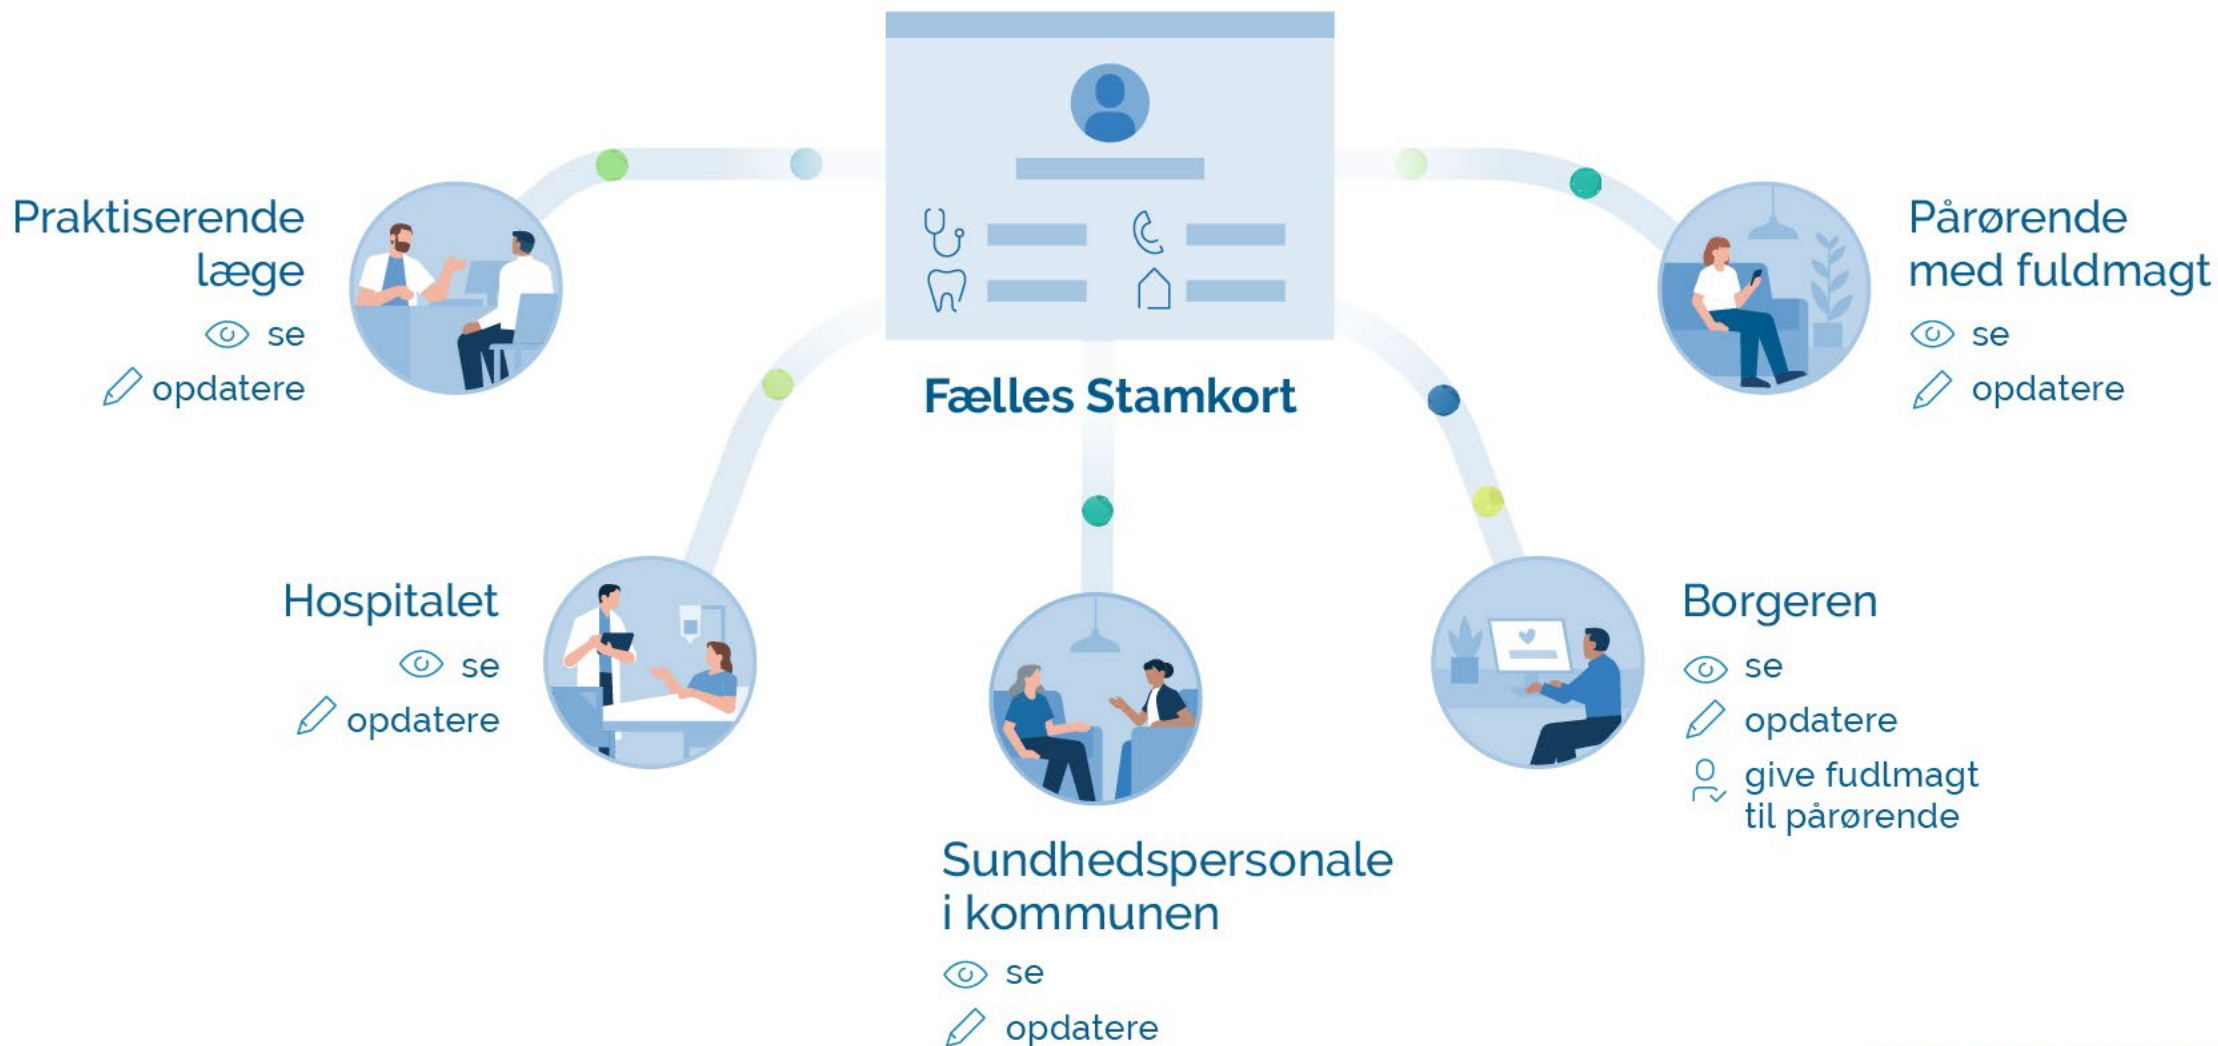 Praktiserende
læge
se
opdatere
Hospitalet
se
opdatere
Fælles Stamkort
Sundhedspersonale
i kommunen
se
opdatere
Borgeren
se
opdatere
give fudlmagt
til pårørende
Pårørende
med fuldmagt
se
opdatere